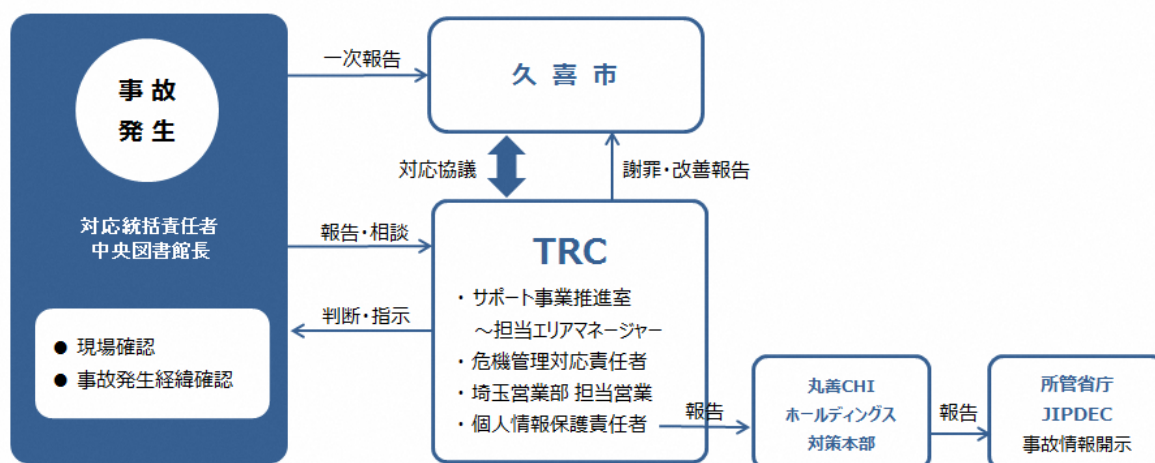 事故
発生
対応統括責任者
中央図書館長
● 現場確認
● 事故発生経緯確認
一次報告
久喜市
対応協議
謝罪・改善報告
報告・相談
判断・指示
TRC
・ サポート事業推進室
～担当エリアマネージャー
・ 危機管理対応責任者
・ 埼玉営業部 担当営業
・ 個人情報保護責任者
報告
丸善CHI
ホールディングス
対策本部
報告
所管省庁
JIPDEC
事故情報開示